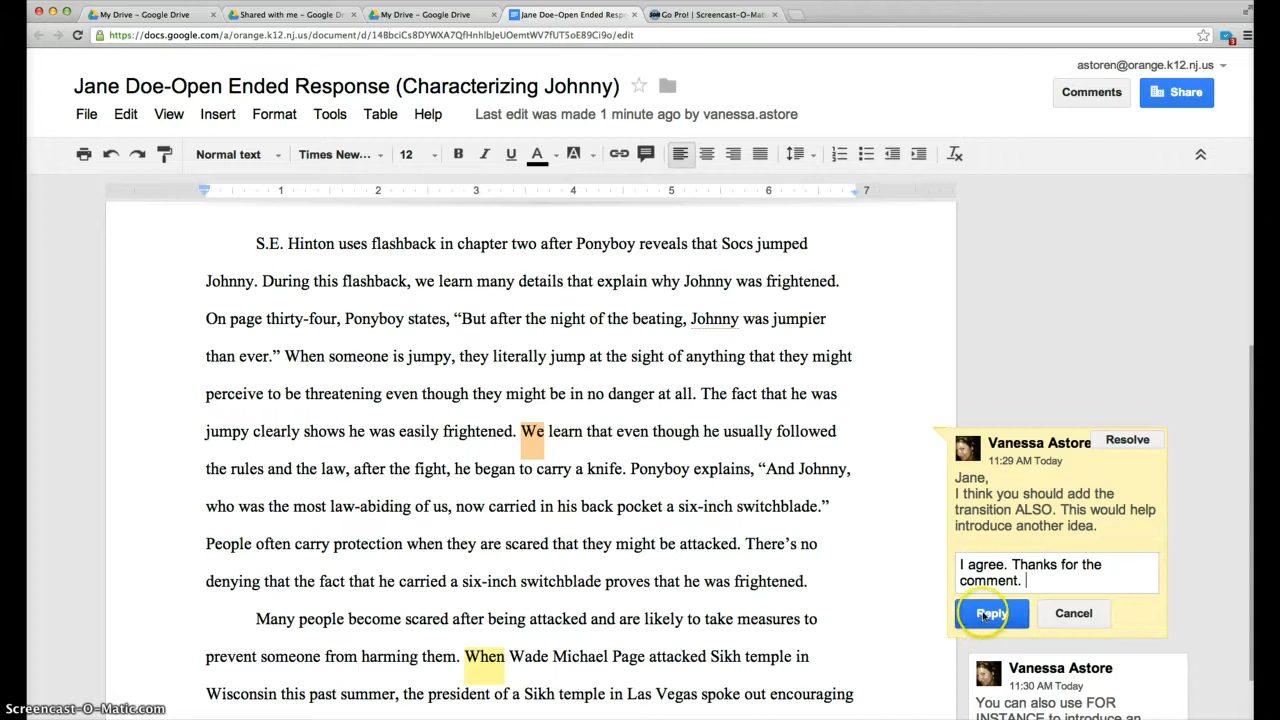 My Drive – Google Drive
Shared with me – Google Dr
My Drive – Google Drive
Jane Doe–Open Ended Resp
Go Pro! | Screencast-O-Matic
https://docs.google.com/a/orange.k12.nj.us/document/d/
/edit
Jane Doe-Open Ended Response (Characterizing Johnny)
astoren@orange.k12.nj.us
Comments
Share
File Edit View Insert Format Tools Table Help Last edit was made 1 minute ago by vanessa.astore
Normal text Times New... 12 B I U A A
1 2 3 4 5 6 7
S.E. Hinton uses flashback in chapter two after Ponyboy reveals that Socs jumped
Johnny. During this flashback, we learn many details that explain why Johnny was frightened.
On page thirty-four, Ponyboy states, “But after the night of the beating, Johnny was jumpier
than ever.” When someone is jumpy, they literally jump at the sight of anything that they might
perceive to be threatening even though they might be in no danger at all. The fact that he was
jumpy clearly shows he was easily frightened. We learn that even though he usually followed
the rules and the law, after the fight, he began to carry a knife. Ponyboy explains, “And Johnny,
who was the most law-abiding of us, now carried in his back pocket a six-inch switchblade.”
People often carry protection when they are scared that they might be attacked. There’s no
denying that the fact that he carried a six-inch switchblade proves that he was frightened.
Many people become scared after being attacked and are likely to take measures to
prevent someone from harming them. When Wade Michael Page attacked Sikh temple in
Wisconsin this past summer, the president of a Sikh temple in Las Vegas spoke out encouraging
Vanessa Astore
Resolve
11:29 AM Today
Jane,
I think you should add the
transition ALSO. This would help
introduce another idea.
I agree. Thanks for the
comment.
Reply
Cancel
Vanessa Astore
11:30 AM Today
You can also use FOR
INSTANCE to introduce an
Screencast-O-Matic.com